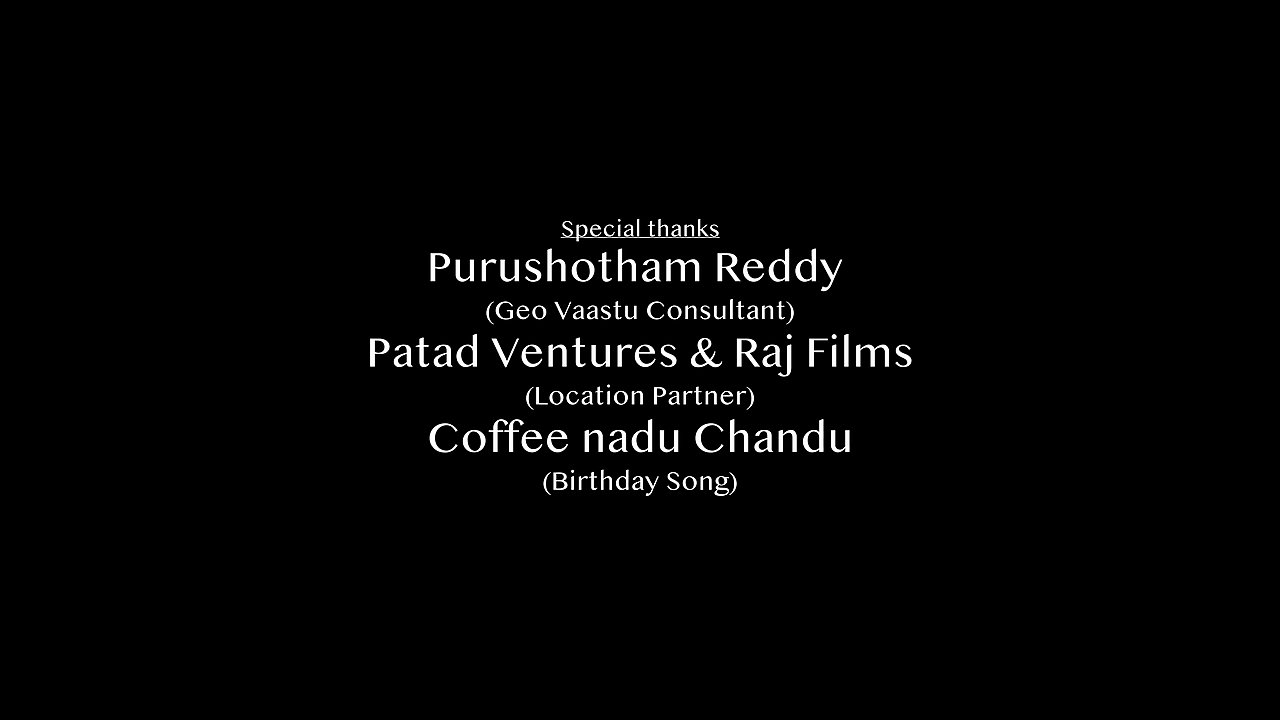 Special thanks
Purushotham Reddy
(Geo Vaastu Consultant)
Patad Ventures & Raj Films
(Location Partner)
Coffee nadu Chandu
(Birthday Song)